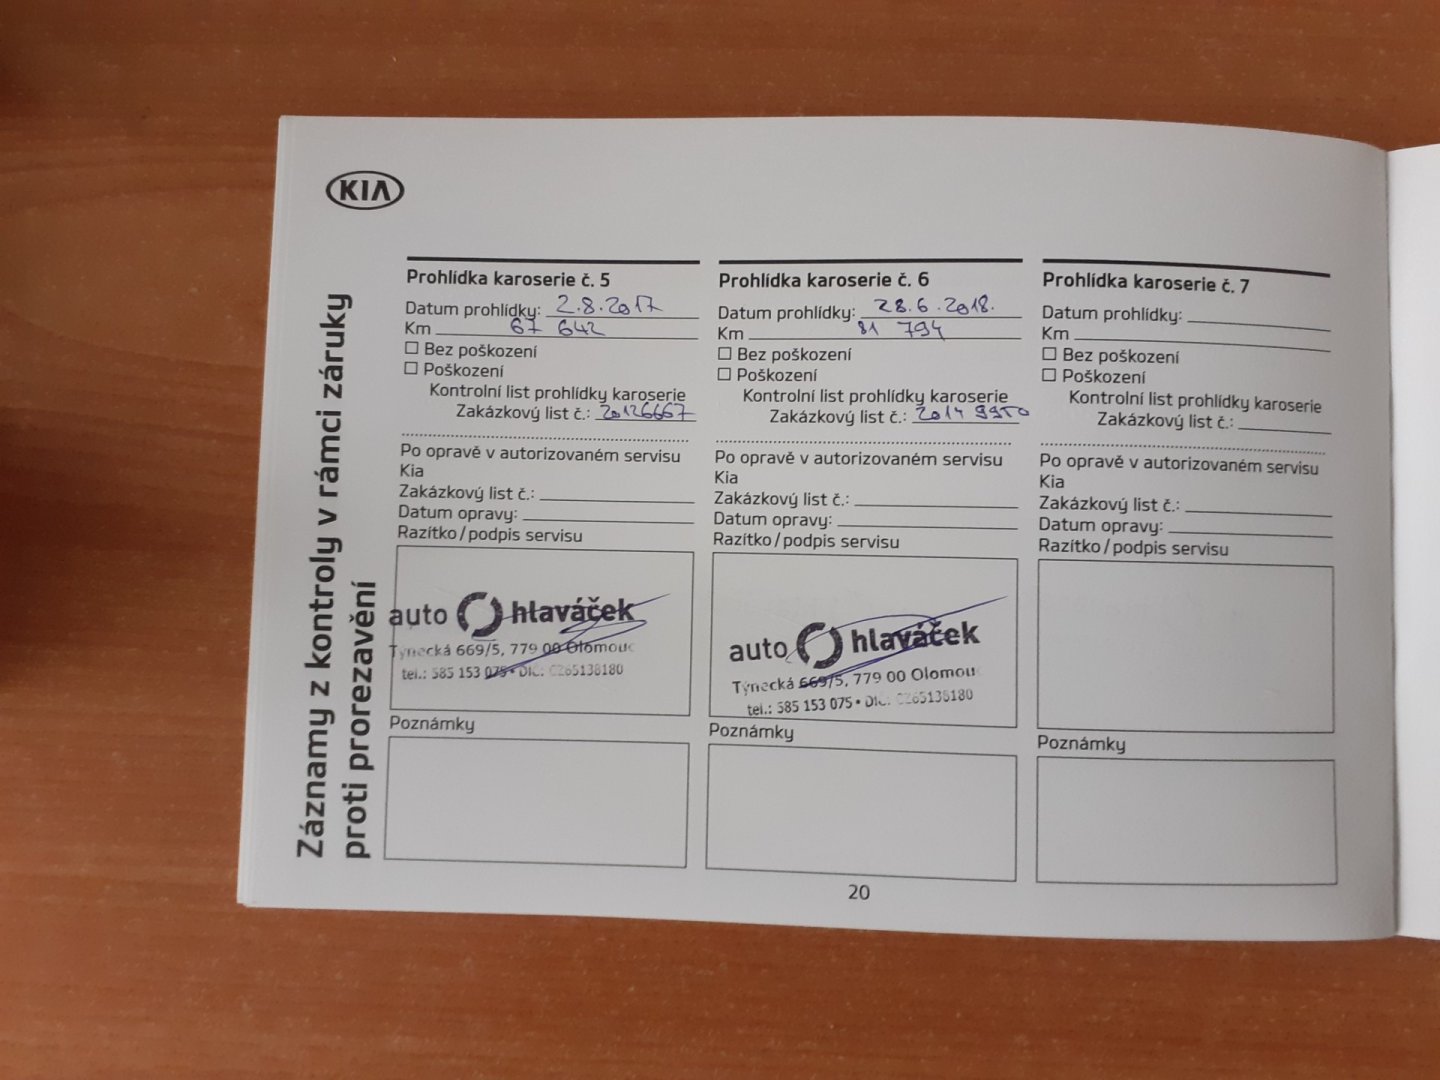 KIA
Záznamy z kontroly v rámci záruky
proti prorezavění
Prohlídka karoserie č. 5
Datum prohlídky: 2.8.2017
Km 67 642
☐ Bez poškození
☐ Poškození
Kontrolní list prohlídky karoserie
Zakázkový list č.: 20126667
Po opravě v autorizovaném servisu
Kia
Zakázkový list č.:
Datum opravy:
Razítko/podpis servisu
auto hlaváček
Týnecká 669/5, 779 00 Olomouc
tel.: 585 153 075 • DIČ: CZ65138180
Poznámky
Prohlídka karoserie č. 6
Datum prohlídky: 28.6.2018.
Km 81 794
☐ Bez poškození
☐ Poškození
Kontrolní list prohlídky karoserie
Zakázkový list č.: 20149950
Po opravě v autorizovaném servisu
Kia
Zakázkový list č.:
Datum opravy:
Razítko/podpis servisu
auto hlaváček
Týnecká 669/5, 779 00 Olomouc
tel.: 585 153 075 • DIČ: CZ65138180
Poznámky
Prohlídka karoserie č. 7
Datum prohlídky:
Km
☐ Bez poškození
☐ Poškození
Kontrolní list prohlídky karoserie
Zakázkový list č.:
Po opravě v autorizovaném servisu
Kia
Zakázkový list č.:
Datum opravy:
Razítko/podpis servisu
Poznámky
20